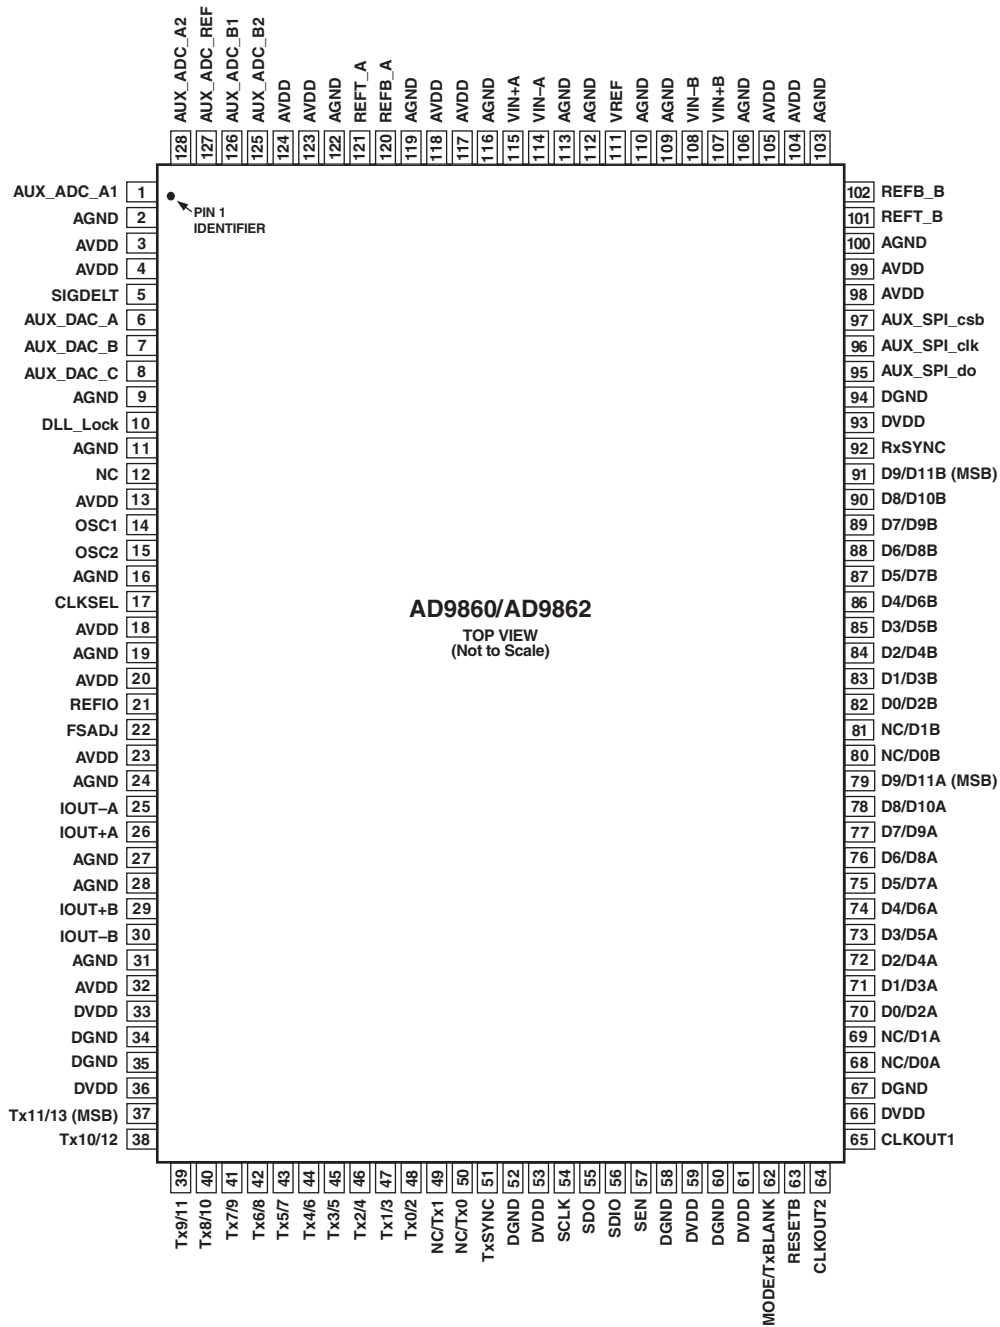 AUX_ADC_A2
AUX_ADC_REF
AUX_ADC_B1
AUX_ADC_B2
AVDD
AVDD
AGND
REFT_A
REFB_A
AGND
AVDD
AVDD
AGND
VIN+A
VIN–A
AGND
AGND
VREF
AGND
AGND
VIN–B
VIN+B
AGND
AVDD
AVDD
AGND
128 127 126 125 124 123 122 121 120 119 118 117 116 115 114 113 112 111 110 109 108 107 106 105 104 103
AUX_ADC_A1 1
AGND 2
AVDD 3
AVDD 4
SIGDELT 5
AUX_DAC_A 6
AUX_DAC_B 7
AUX_DAC_C 8
AGND 9
DLL_Lock 10
AGND 11
NC 12
AVDD 13
OSC1 14
OSC2 15
AGND 16
CLKSEL 17
AVDD 18
AGND 19
AVDD 20
REFIO 21
FSADJ 22
AVDD 23
AGND 24
IOUT–A 25
IOUT+A 26
AGND 27
AGND 28
IOUT+B 29
IOUT–B 30
AGND 31
AVDD 32
DVDD 33
DGND 34
DGND 35
DVDD 36
Tx11/13 (MSB) 37
Tx10/12 38
PIN 1
IDENTIFIER
AD9860/AD9862
TOP VIEW
(Not to Scale)
102 REFB_B
101 REFT_B
100 AGND
99 AVDD
98 AVDD
97 AUX_SPI_csb
96 AUX_SPI_clk
95 AUX_SPI_do
94 DGND
93 DVDD
92 RxSYNC
91 D9/D11B (MSB)
90 D8/D10B
89 D7/D9B
88 D6/D8B
87 D5/D7B
86 D4/D6B
85 D3/D5B
84 D2/D4B
83 D1/D3B
82 D0/D2B
81 NC/D1B
80 NC/D0B
79 D9/D11A (MSB)
78 D8/D10A
77 D7/D9A
76 D6/D8A
75 D5/D7A
74 D4/D6A
73 D3/D5A
72 D2/D4A
71 D1/D3A
70 D0/D2A
69 NC/D1A
68 NC/D0A
67 DGND
66 DVDD
65 CLKOUT1
39 40 41 42 43 44 45 46 47 48 49 50 51 52 53 54 55 56 57 58 59 60 61 62 63 64
Tx9/11
Tx8/10
Tx7/9
Tx6/8
Tx5/7
Tx4/6
Tx3/5
Tx2/4
Tx1/3
Tx0/2
NC/Tx1
NC/Tx0
TxSYNC
DGND
DVDD
SCLK
SDO
SDIO
SEN
DGND
DVDD
DGND
DVDD
MODE/TxBLANK
RESETB
CLKOUT2